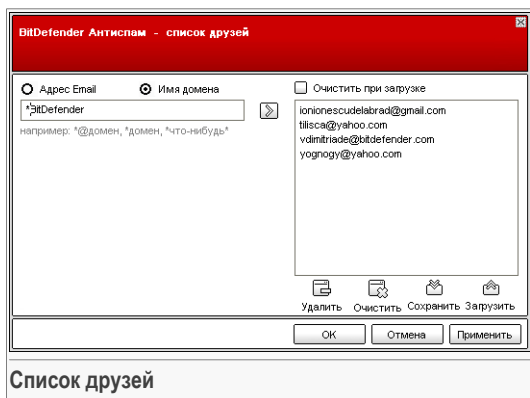 BitDefender Антиспам - список друзей
Адрес Email
Имя домена
*BitDefender
например: *@домен, *домен, *что-нибудь*
Очистить при загрузке
ionionescudelabrad@gmail.com
tilisca@yahoo.com
vdimitriade@bitdefender.com
yognogy@yahoo.com
Удалить Очистить Сохранить Загрузить
OK Отмена Применить
Список друзей